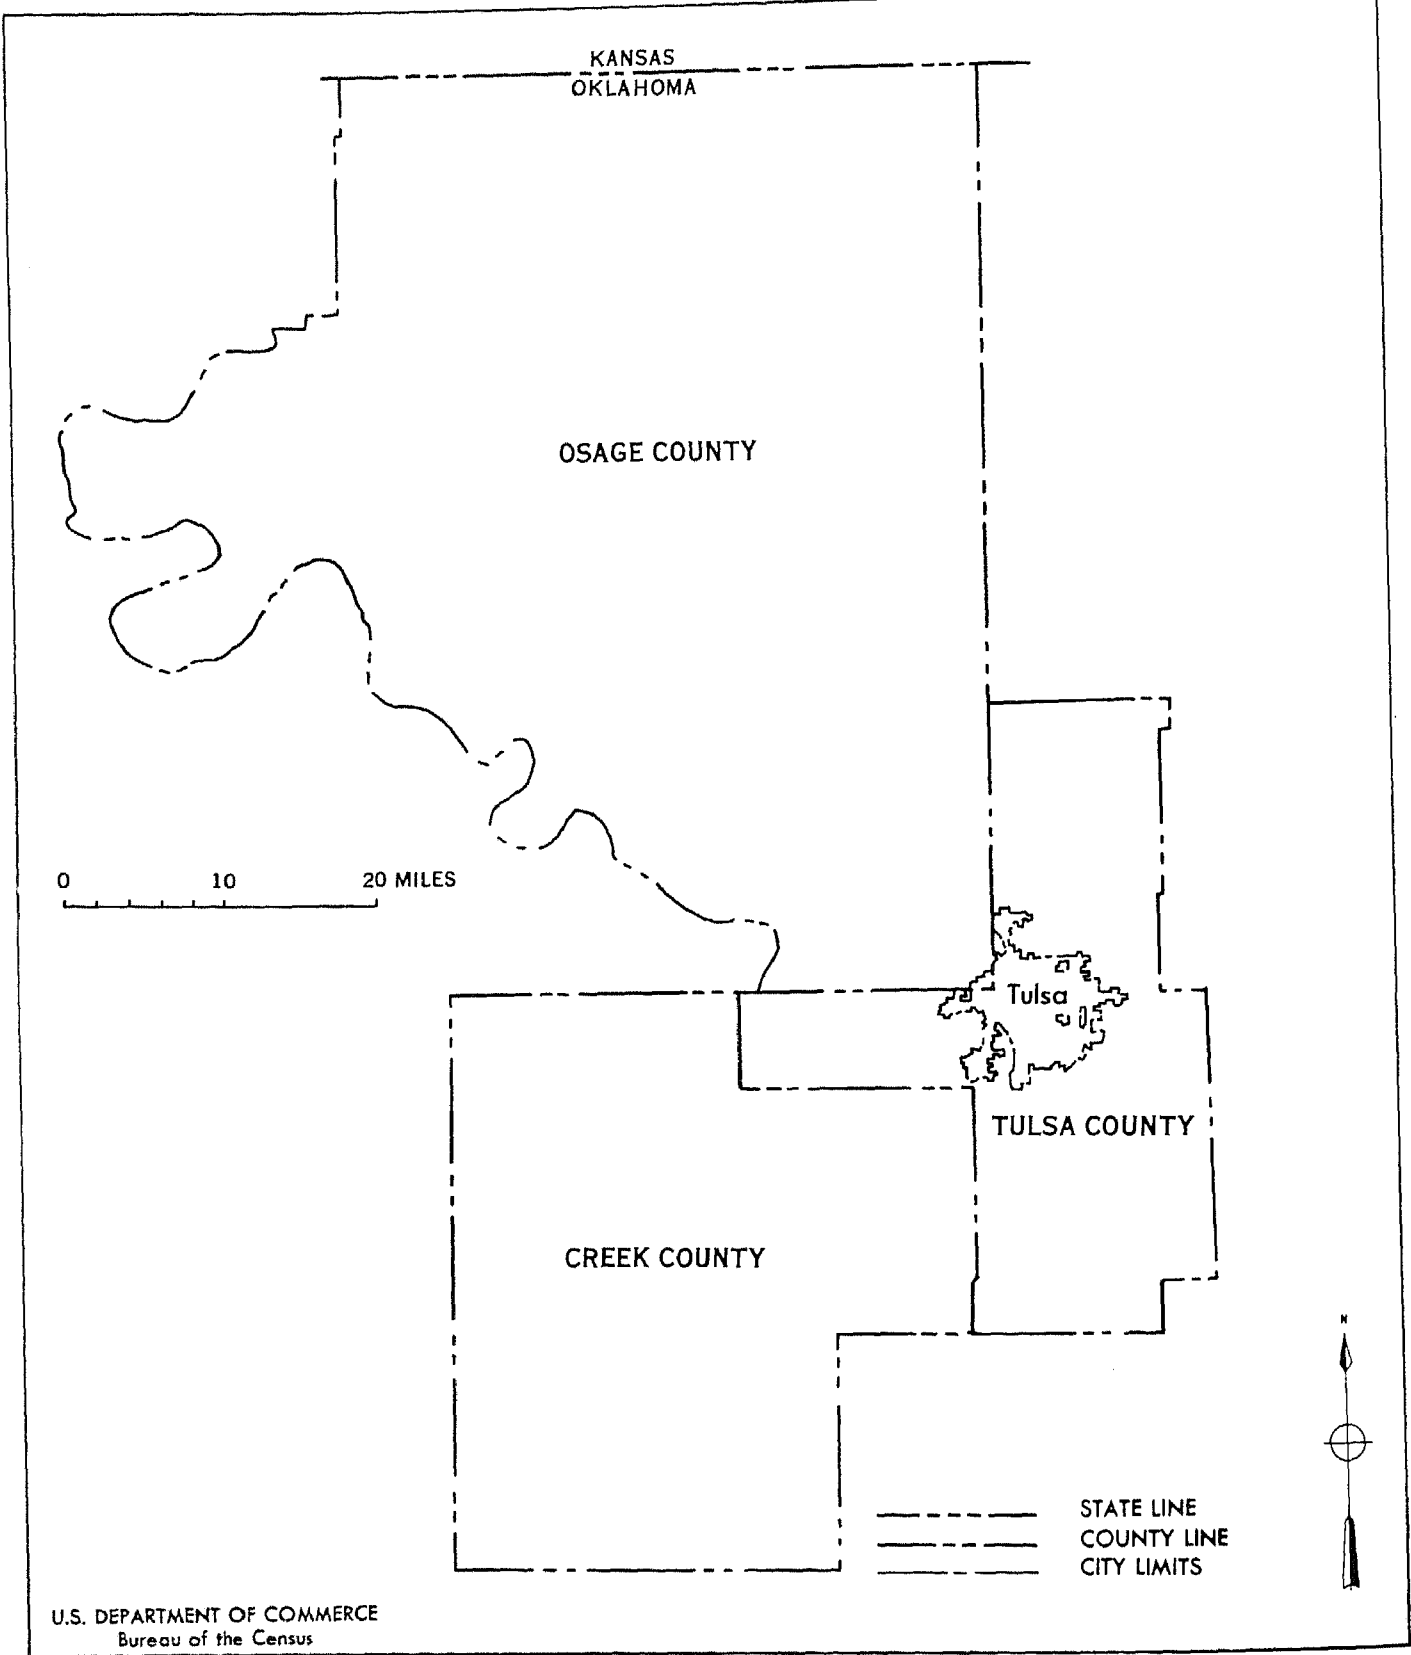 KANSAS
OKLAHOMA
OSAGE COUNTY
0 10 20 MILES
Tulsa
TULSA COUNTY
CREEK COUNTY
N
STATE LINE
COUNTY LINE
CITY LIMITS
U.S. DEPARTMENT OF COMMERCE
Bureau of the Census